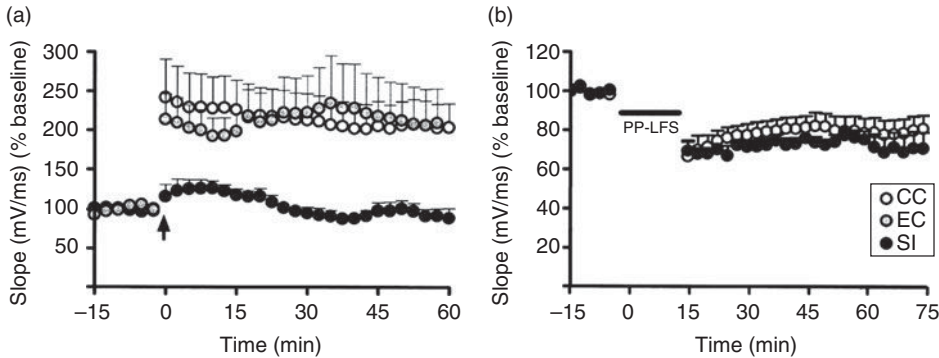 (a)
Slope (mV/ms) (% baseline)
300
250
200
150
100
50
–15
0
15
30
45
60
Time (min)
(b)
Slope (mV/ms) (% baseline)
120
100
80
60
40
20
PP-LFS
CC
EC
SI
–15
0
15
30
45
60
75
Time (min)